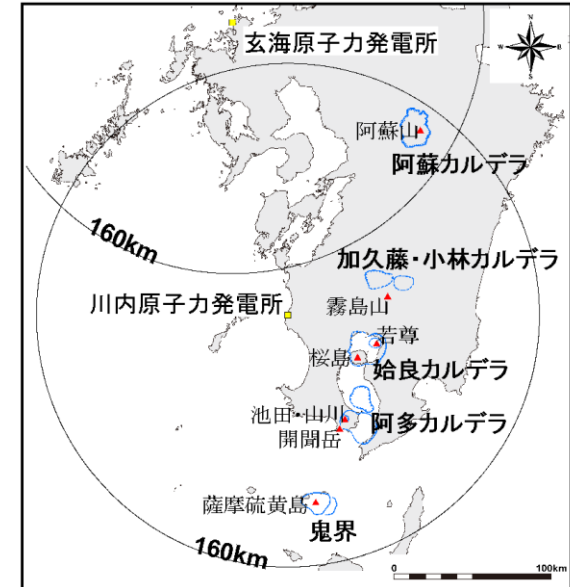 玄海原子力発電所
N
W
E
S
阿蘇山
阿蘇カルデラ
160km
加久藤・小林カルデラ
霧島山
川内原子力発電所
若尊
桜島
姶良カルデラ
池田・山川
阿多カルデラ
開聞岳
薩摩硫黄島
鬼界
160km
0
100km